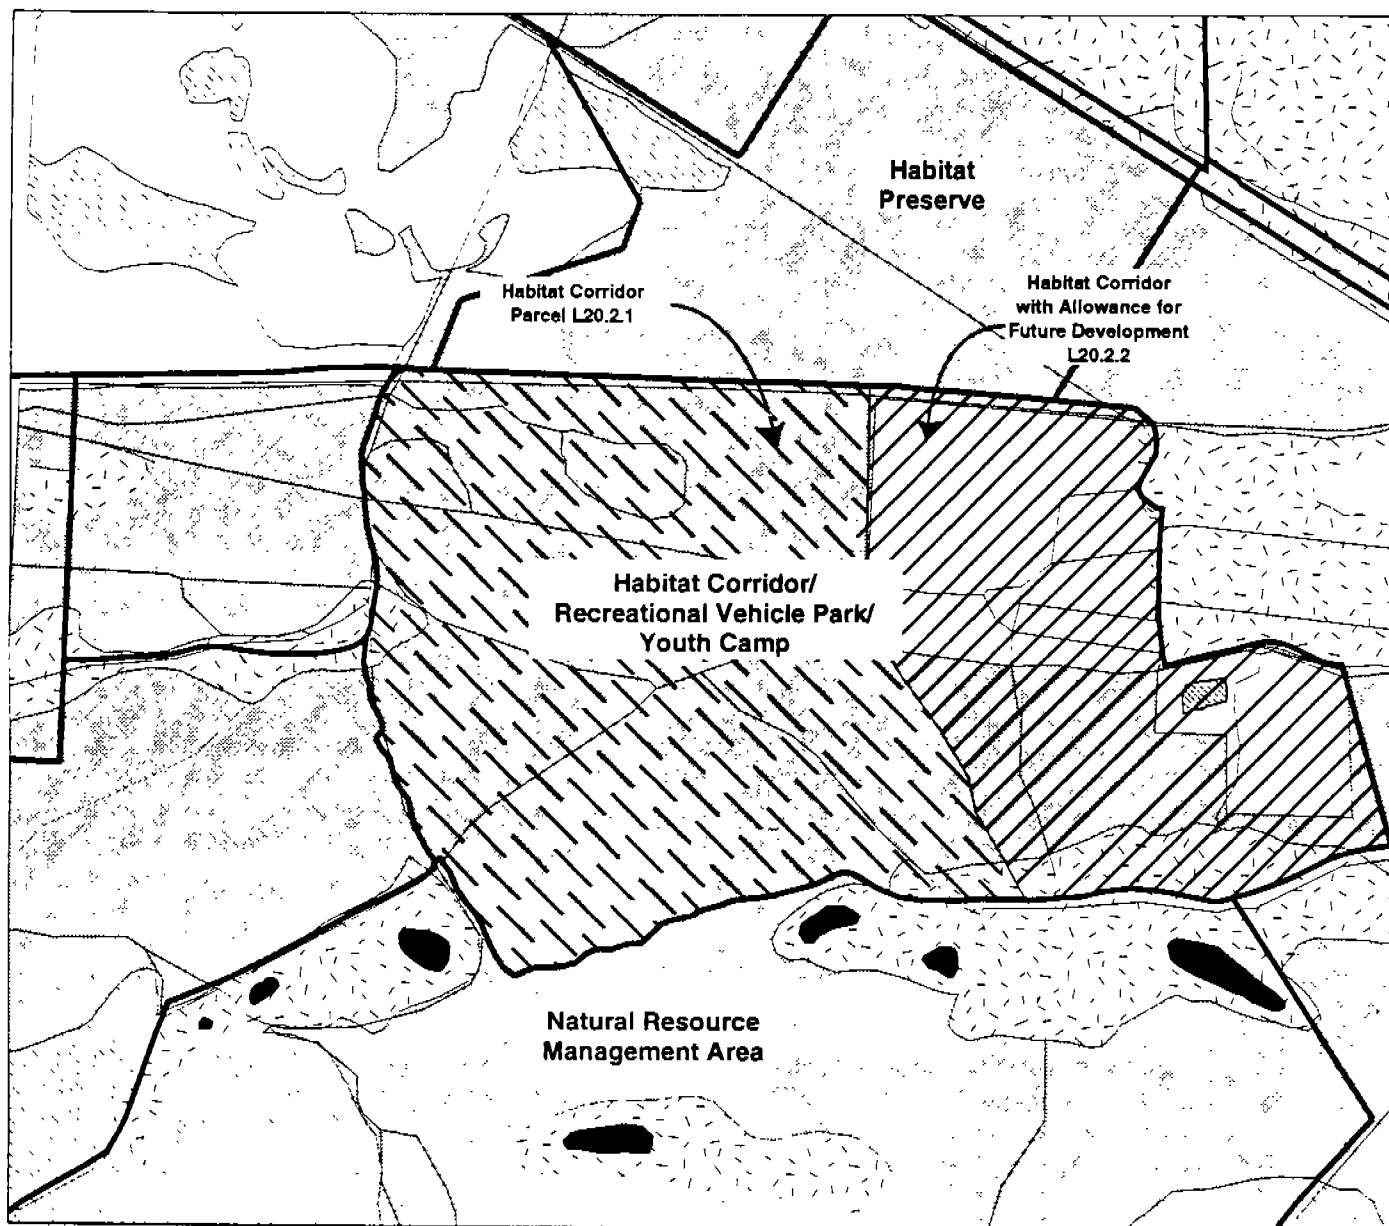 Habitat
Preserve
Habitat Corridor
Parcel L20.2.1
Habitat Corridor
with Allowance for
Future Development
L20.2.2
Habitat Corridor/
Recreational Vehicle Park/
Youth Camp
Natural Resource
Management Area